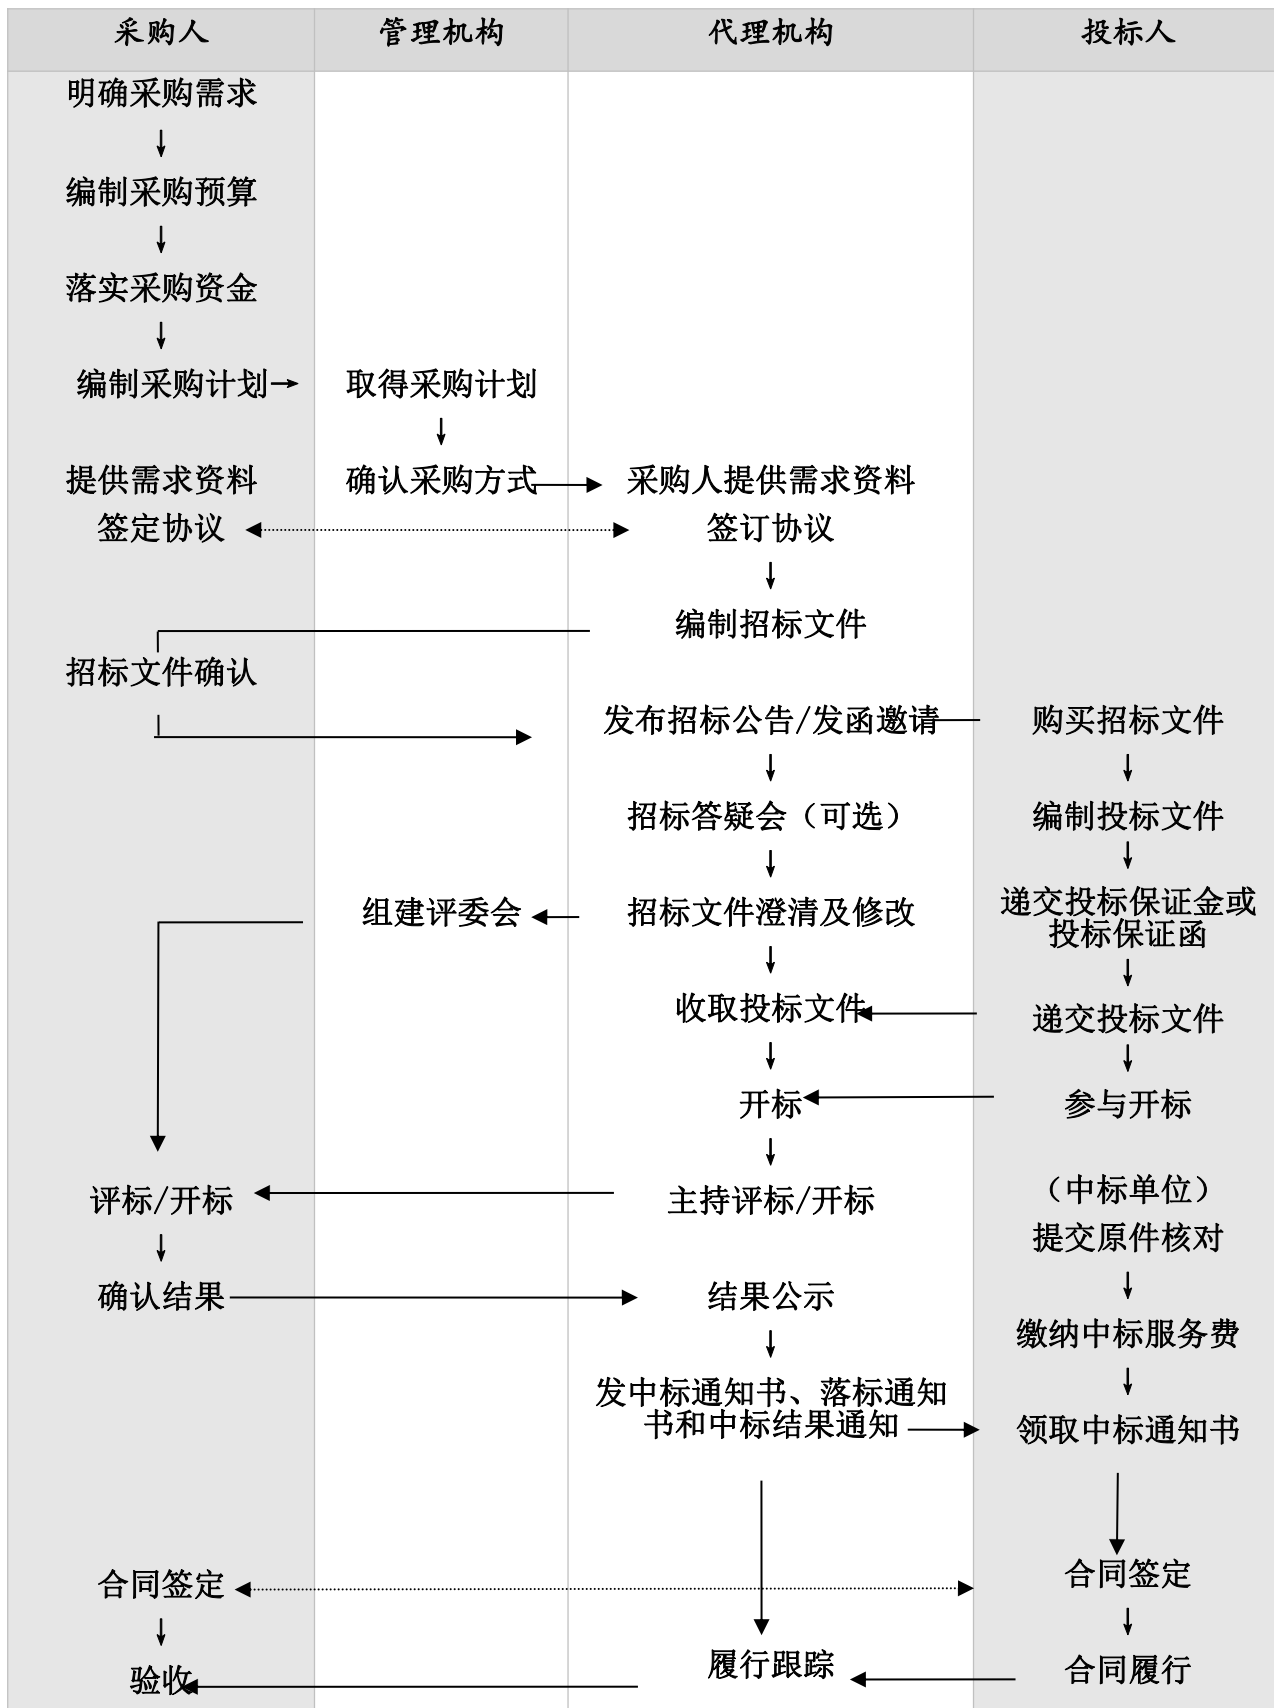 采购人 管理机构 代理机构 投标人
明确采购需求
编制采购预算
落实采购资金
编制采购计划 取得采购计划
提供需求资料 确认采购方式 采购人提供需求资料
签定协议 签订协议
编制招标文件
招标文件确认
发布招标公告/发函邀请 购买招标文件
招标答疑会（可选） 编制投标文件
组建评委会 招标文件澄清及修改 递交投标保证金或
投标保证函
收取投标文件 递交投标文件
开标 参与开标
（中标单位）
评标/开标 主持评标/开标
提交原件核对
确认结果 结果公示
缴纳中标服务费
发中标通知书、落标通知
书和中标结果通知 领取中标通知书
合同签定 合同签定
验收 履行跟踪 合同履行